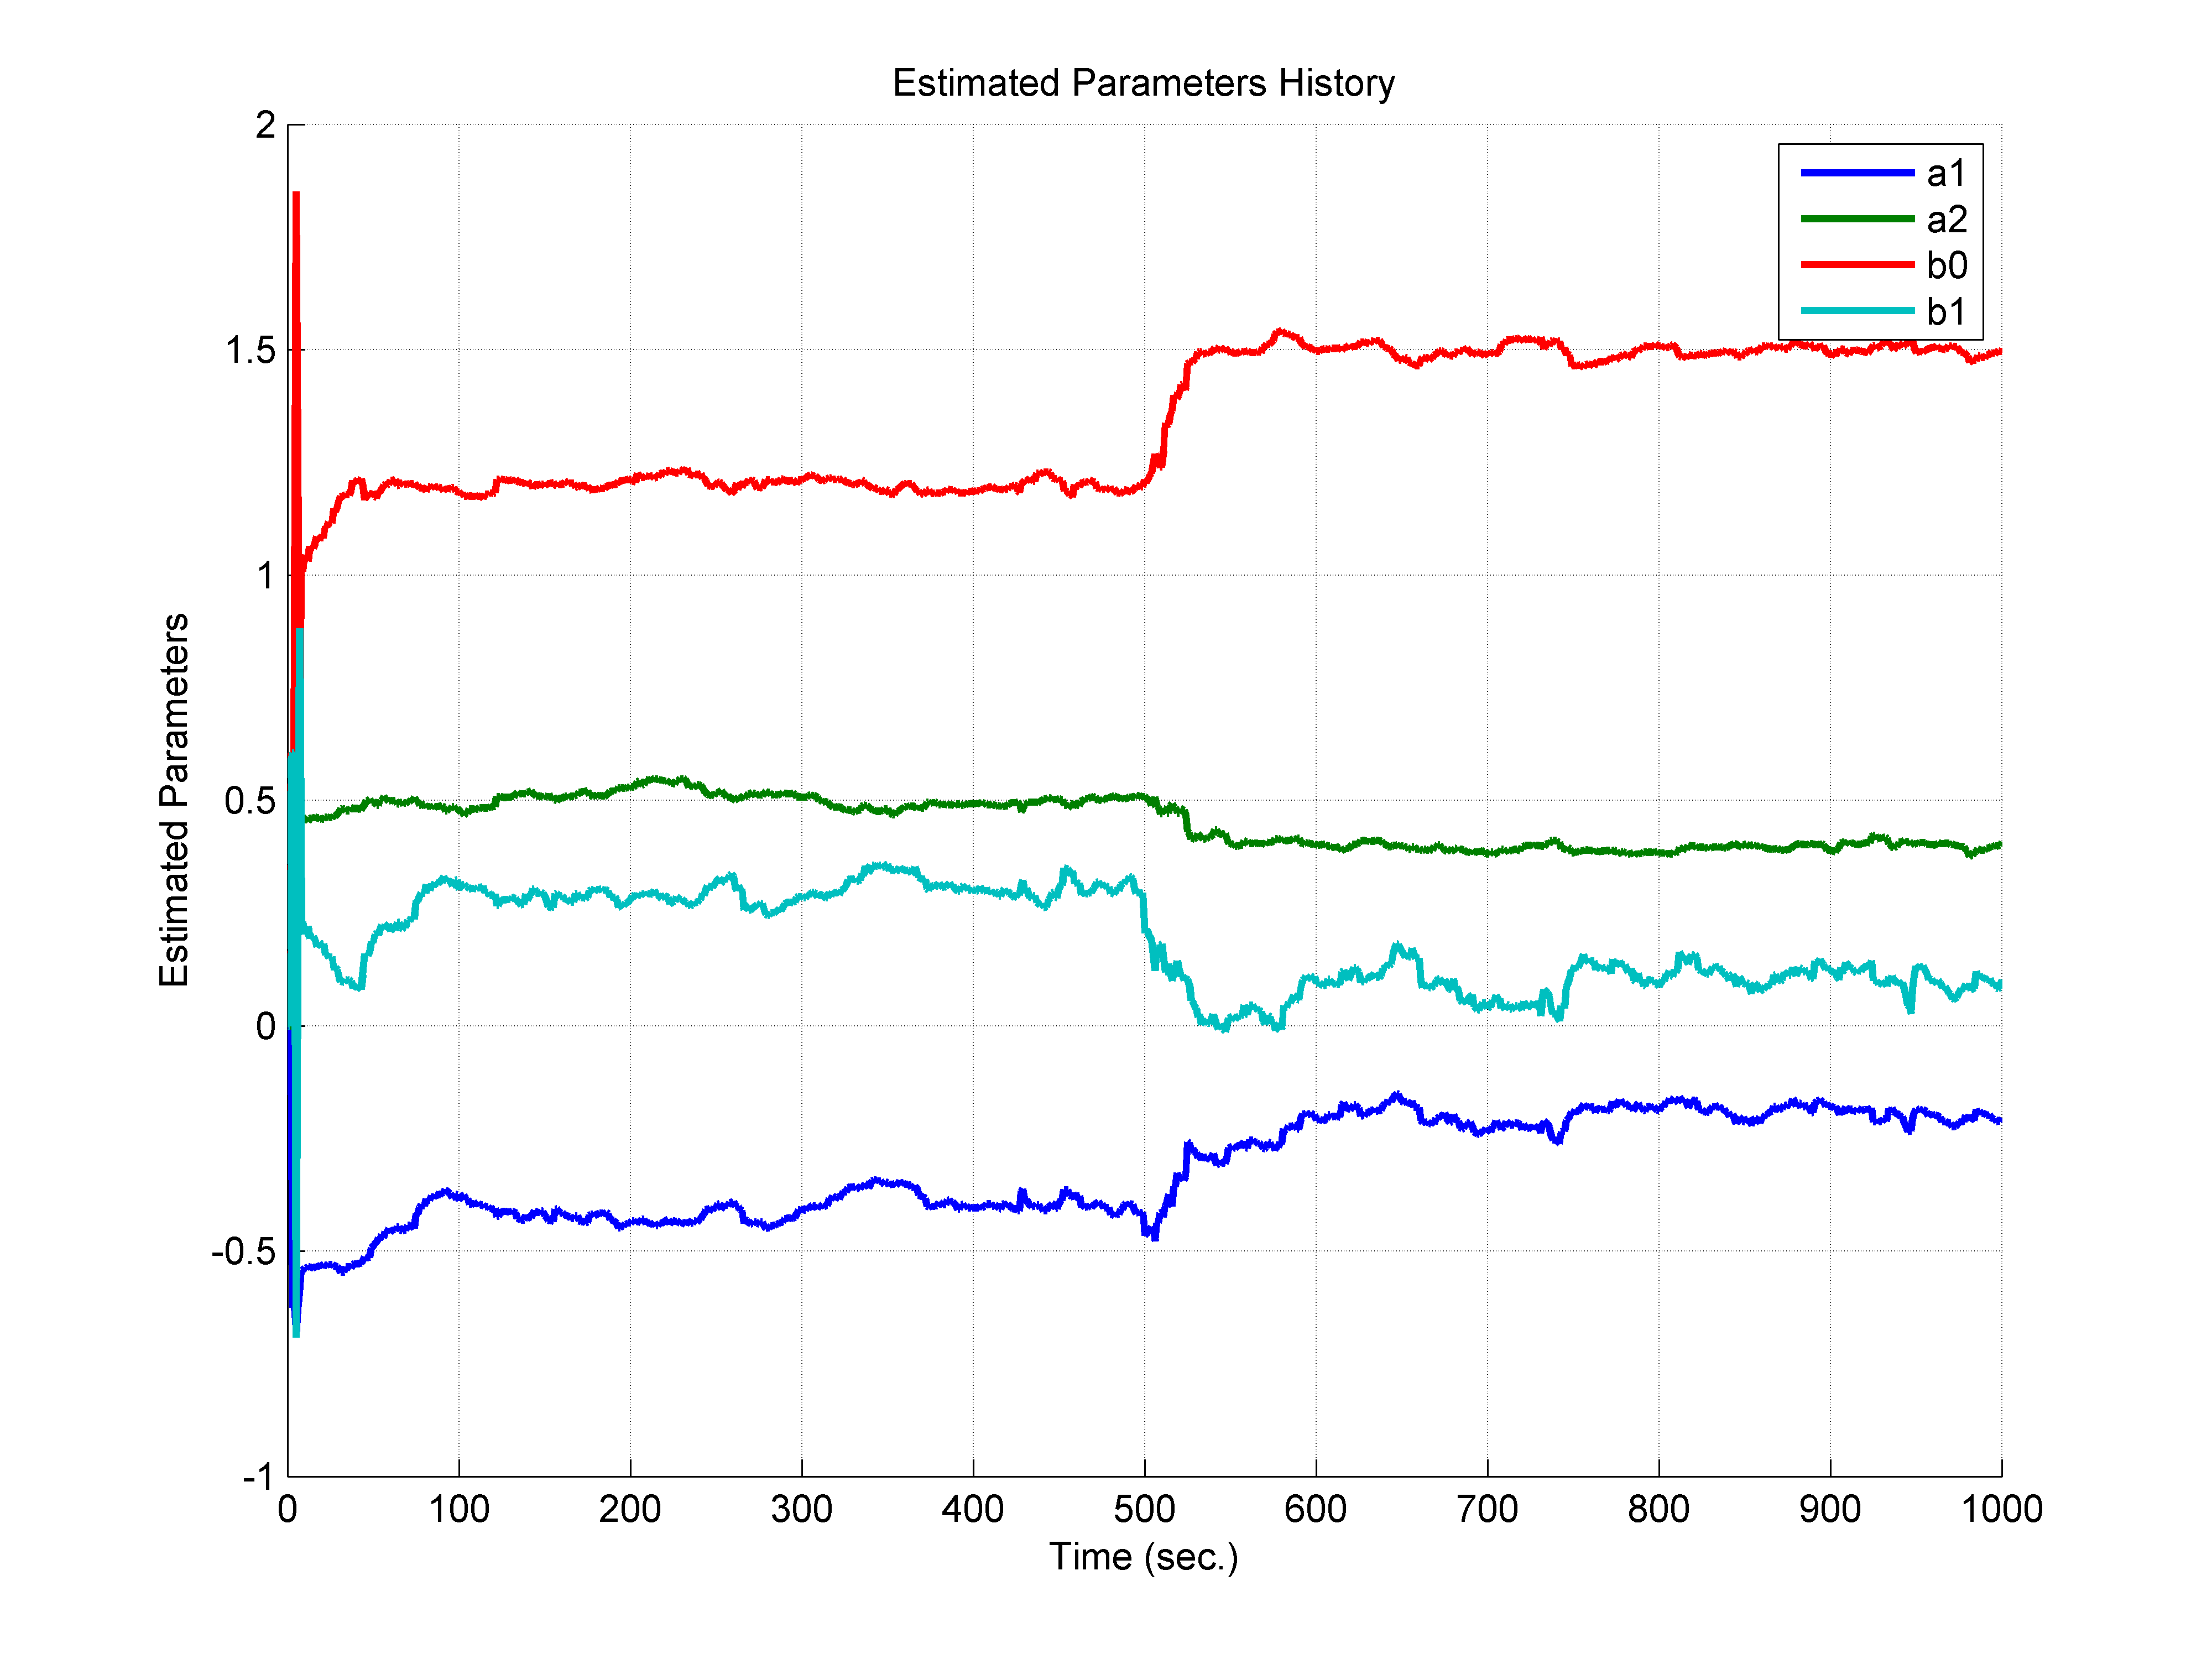 Estimated Parameters History
2
1.5
1
0.5
0
-0.5
-1
Estimated Parameters
a1
a2
b0
b1
0 100 200 300 400 500 600 700 800 900 1000
Time (sec.)